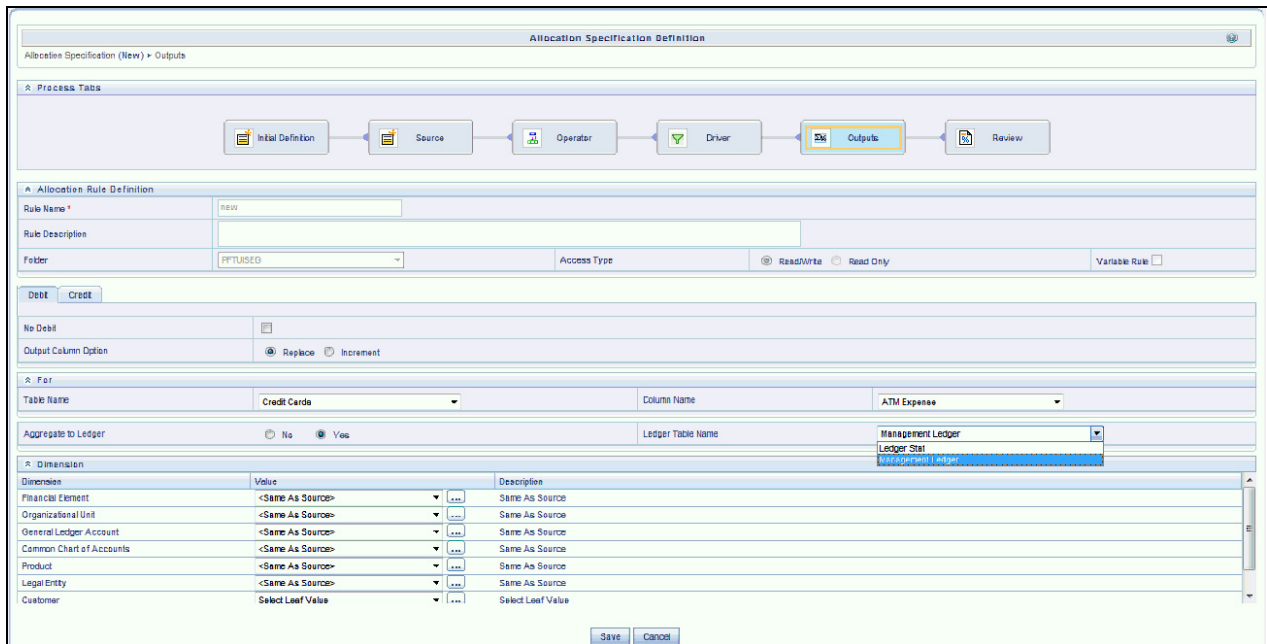 Allocation Specification Definition
Allocation Specification (New) ▸ Outputs
Process Tabs
Initial Definition Source Operator Driver Outputs Review
Allocation Rule Definition
Rule Name * new
Rule Description
Folder PFTUISEG Access Type Read/Write Read Only Variable Rule
Debit Credit
No Debit
Output Column Option Replace Increment
For
Table Name Credit Cards Column Name ATM Expense
Aggregate to Ledger No Yes Ledger Table Name Management Ledger
Ledger Stat
Management Ledger
Dimension
Dimension Value Description
Financial Element <Same As Source> ... Same As Source
Organizational Unit <Same As Source> ... Same As Source
General Ledger Account <Same As Source> ... Same As Source
Common Chart of Accounts <Same As Source> ... Same As Source
Product <Same As Source> ... Same As Source
Legal Entity <Same As Source> ... Same As Source
Customer Select Leaf Value ... Select Leaf Value
Save Cancel